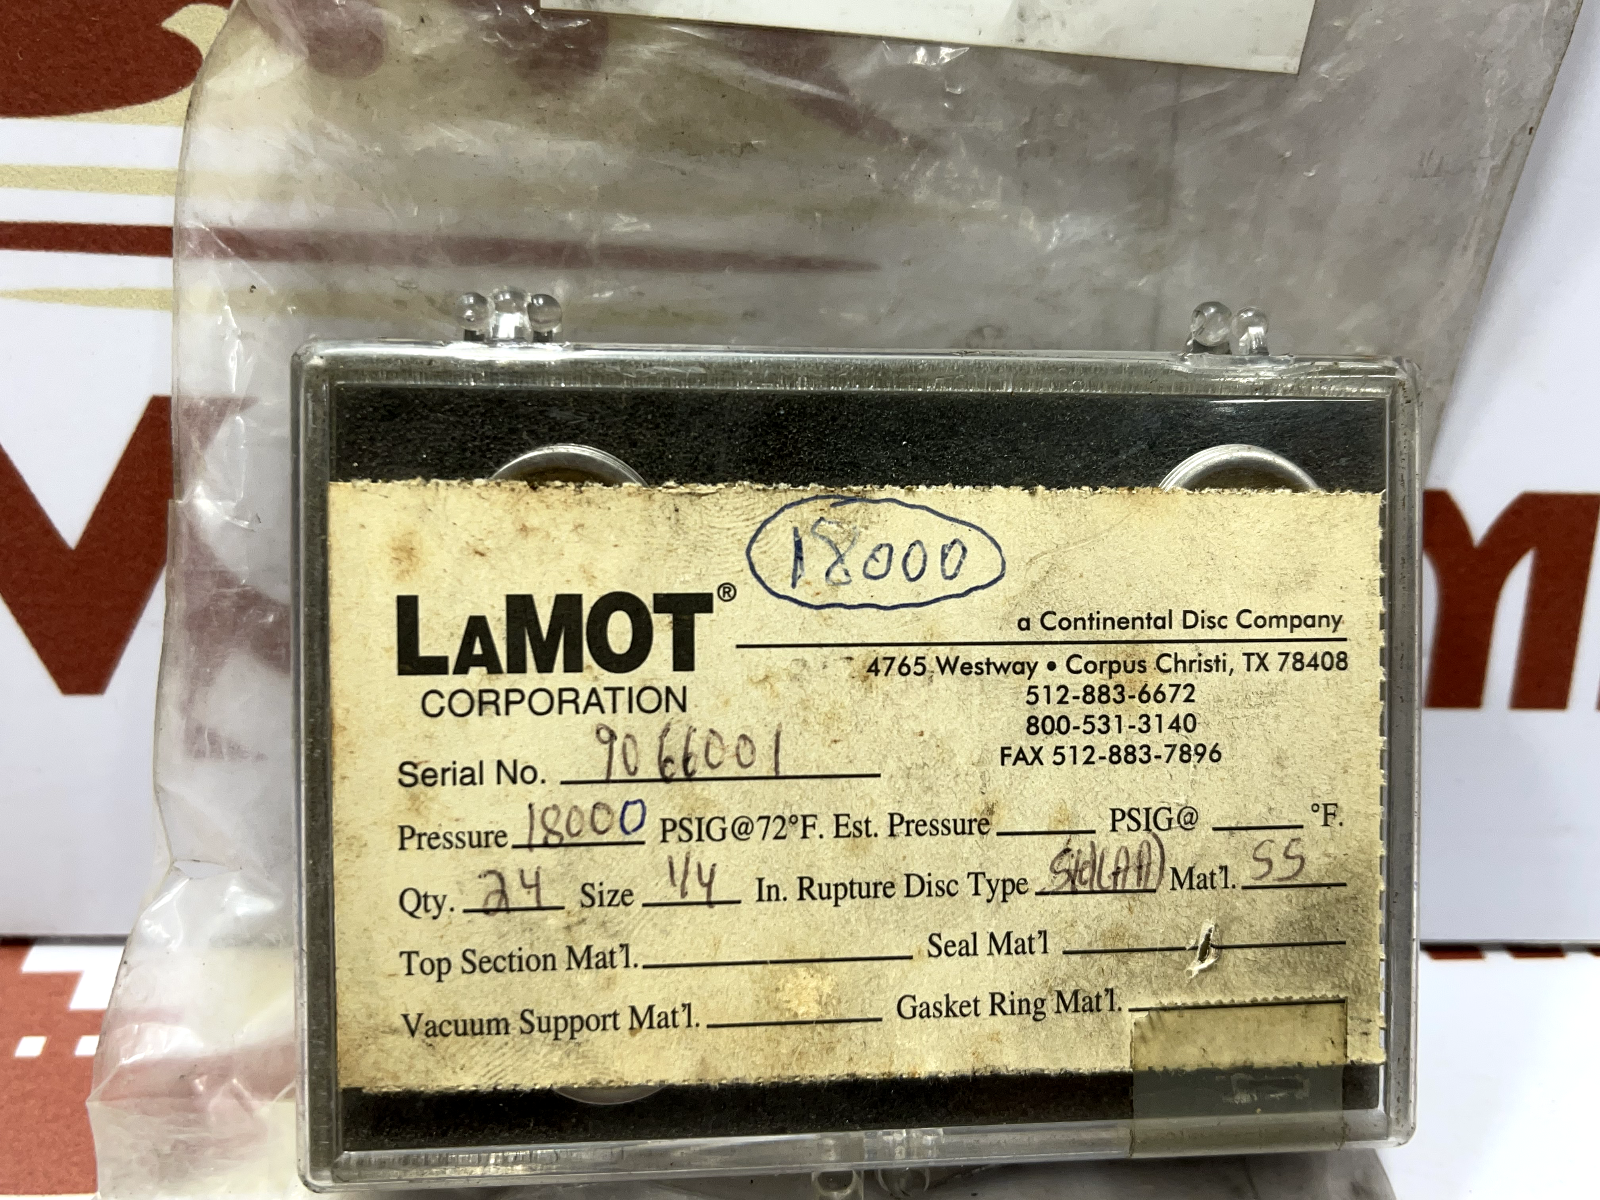 18000
LAMOT®
CORPORATION
a Continental Disc Company
4765 Westway • Corpus Christi, TX 78408
512-883-6672
800-531-3140
FAX 512-883-7896
Serial No. 9066001
Pressure 18000 PSIG@72°F. Est. Pressure PSIG@ °F.
Qty. 24 Size 1/4 In. Rupture Disc Type Std(AA) Mat'l. SS
Top Section Mat'l. Seal Mat'l
Vacuum Support Mat'l. Gasket Ring Mat'l.